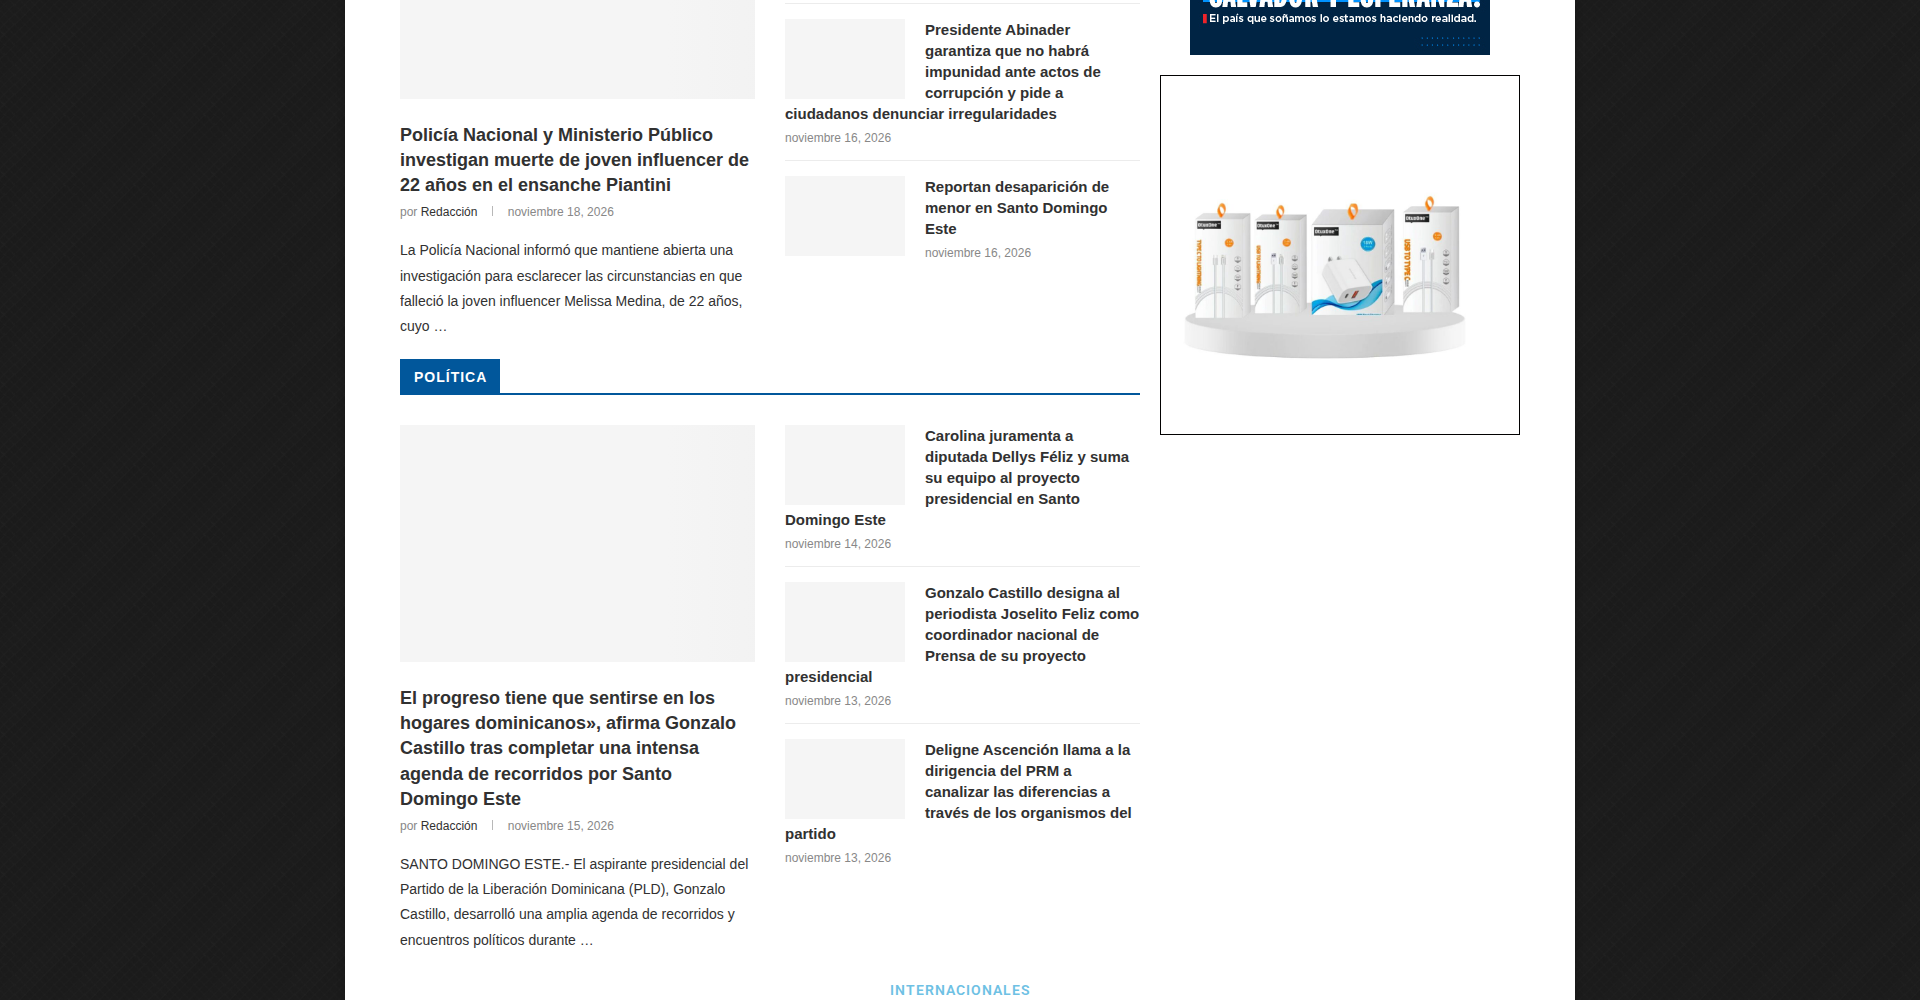 Policía Nacional y Ministerio Público
investigan muerte de joven influencer de
22 años en el ensanche Piantini
por Redacción
noviembre 18, 2026
La Policía Nacional informó que mantiene abierta una
investigación para esclarecer las circunstancias en que
falleció la joven influencer Melissa Medina, de 22 años,
cuyo …
Presidente Abinader
garantiza que no habrá
impunidad ante actos de
corrupción y pide a
ciudadanos denunciar irregularidades
noviembre 16, 2026
Reportan desaparición de
menor en Santo Domingo
Este
noviembre 16, 2026
POLÍTICA
El progreso tiene que sentirse en los
hogares dominicanos», afirma Gonzalo
Castillo tras completar una intensa
agenda de recorridos por Santo
Domingo Este
por Redacción
noviembre 15, 2026
SANTO DOMINGO ESTE.- El aspirante presidencial del
Partido de la Liberación Dominicana (PLD), Gonzalo
Castillo, desarrolló una amplia agenda de recorridos y
encuentros políticos durante …
Carolina juramenta a
diputada Dellys Féliz y suma
su equipo al proyecto
presidencial en Santo
Domingo Este
noviembre 14, 2026
Gonzalo Castillo designa al
periodista Joselito Feliz como
coordinador nacional de
Prensa de su proyecto
presidencial
noviembre 13, 2026
Deligne Ascención llama a la
dirigencia del PRM a
canalizar las diferencias a
través de los organismos del
partido
noviembre 13, 2026
INTERNACIONALES
SALVADOR Y ESPERANZA.
El país que soñamos lo estamos haciendo realidad.
USB TO TYPE C